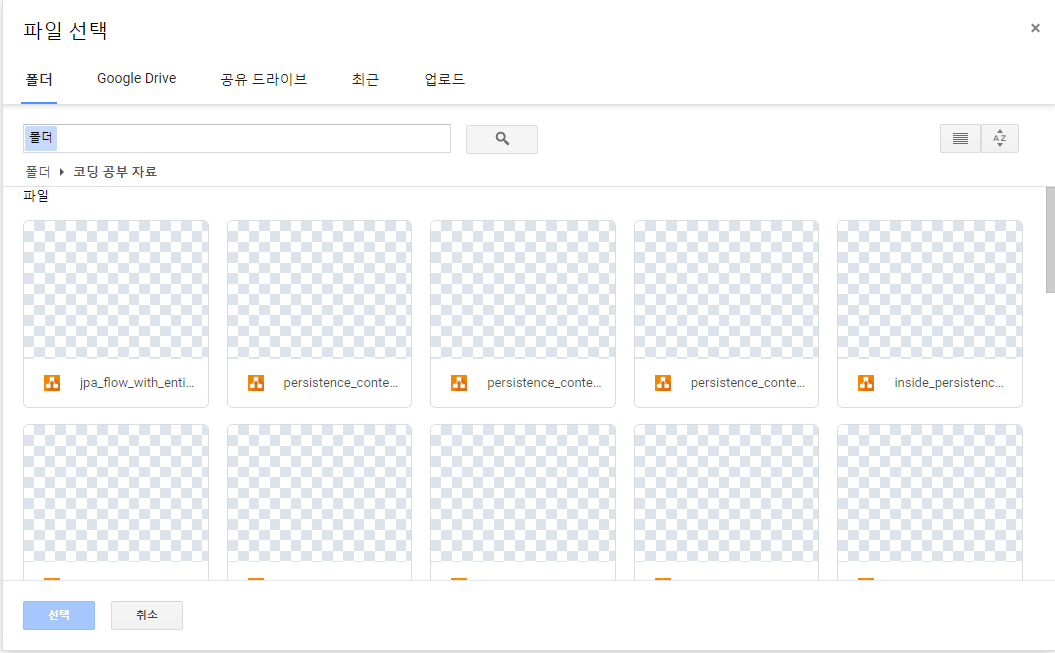 파일 선택
폴더 Google Drive 공유 드라이브 최근 업로드
폴더
A Z
폴더 코딩 공부 자료
파일
jpa_flow_with_enti... persistence_conte... persistence_conte... persistence_conte... inside_persistenc...
선택 취소